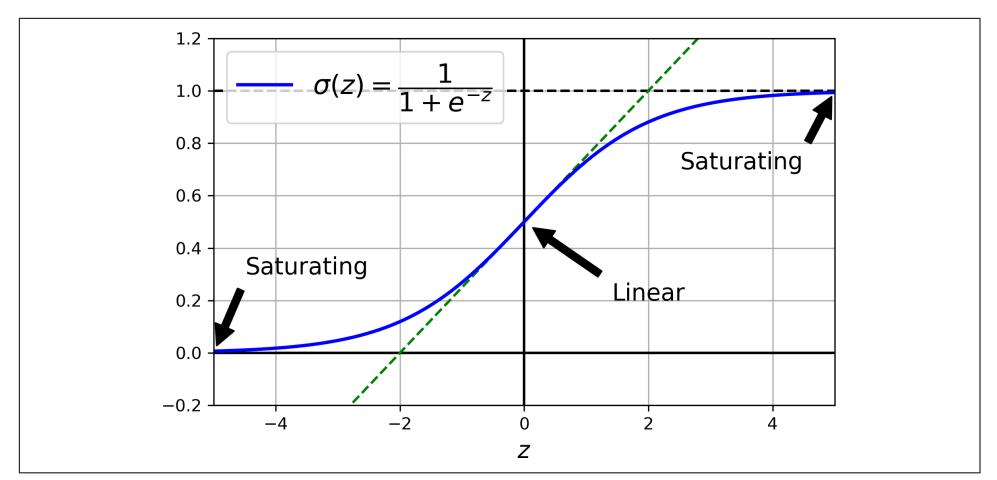 1.2
σ(z) = 1 / (1 + e^{−z})
1.0
0.8
Saturating
0.6
0.4
Saturating
Linear
0.2
0.0
−0.2
−4 −2 0 2 4
z